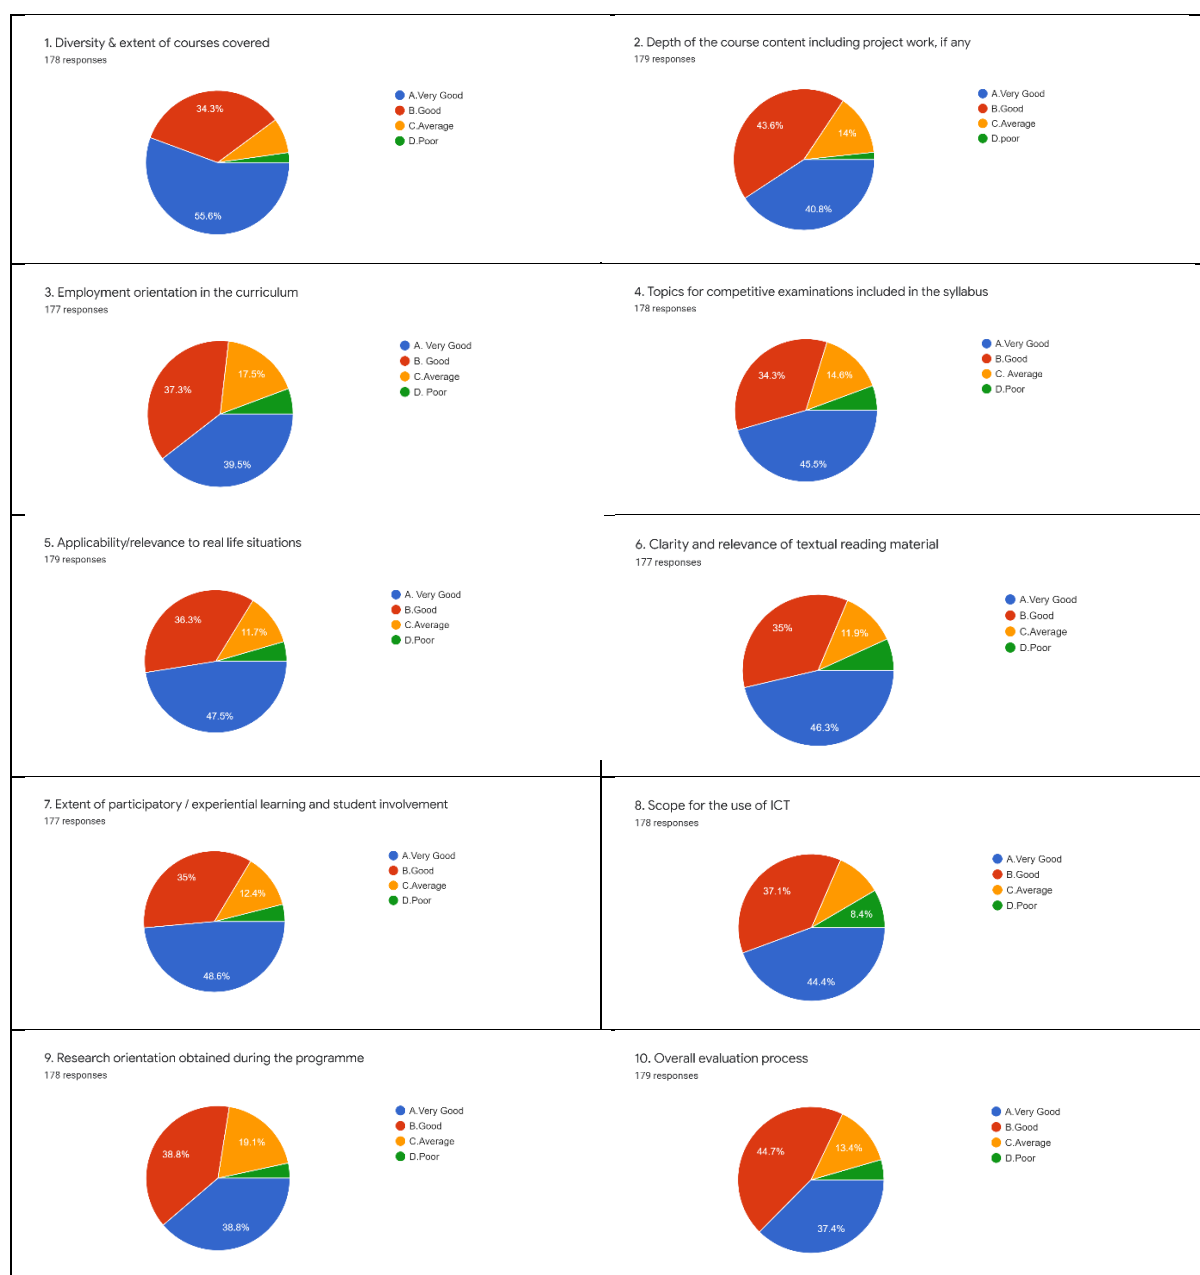 1. Diversity & extent of courses covered
178 responses
A.Very Good
B.Good
C.Average
D.Poor
34.3%
55.6%
2. Depth of the course content including project work, if any
179 responses
A.Very Good
B.Good
C.Average
D.poor
43.6%
14%
40.8%
3. Employment orientation in the curriculum
177 responses
A. Very Good
B. Good
C.Average
D. Poor
17.5%
37.3%
39.5%
4. Topics for competitive examinations included in the syllabus
178 responses
A.Very Good
B.Good
C. Average
D.Poor
34.3%
14.6%
45.5%
5. Applicability/relevance to real life situations
179 responses
A. Very Good
B.Good
C.Average
D.Poor
36.3%
11.7%
47.5%
6. Clarity and relevance of textual reading material
177 responses
A.Very Good
B.Good
C.Average
D.Poor
35%
11.9%
46.3%
7. Extent of participatory / experiential learning and student involvement
177 responses
A.Very Good
B.Good
C.Average
D.Poor
35%
12.4%
48.6%
8. Scope for the use of ICT
178 responses
A.Very Good
B.Good
C.Average
D.Poor
37.1%
8.4%
44.4%
9. Research orientation obtained during the programme
178 responses
A.Very Good
B.Good
C.Average
D.Poor
19.1%
38.8%
38.8%
10. Overall evaluation process
179 responses
A.Very Good
B.Good
C.Average
D.Poor
44.7%
13.4%
37.4%